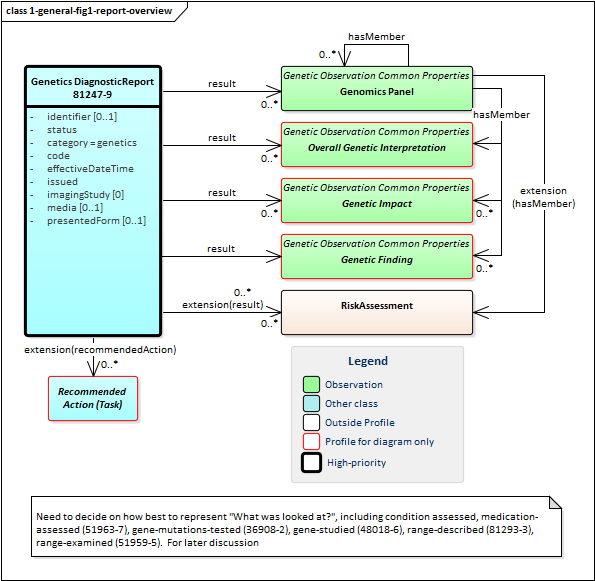 class 1-general-fig1-report-overview
hasMember
0..*
Genetics DiagnosticReport
81247-9
- identifier [0..1]
- status
- category = genetics
- code
- effectiveDateTime
- issued
- imagingStudy [0]
- media [0..1]
- presentedForm [0..1]
result
0..*
Genetic Observation Common Properties
Genomics Panel
hasMember
result
0..*
Genetic Observation Common Properties
Overall Genetic Interpretation
result
0..*
Genetic Observation Common Properties
Genetic Impact
0..*
extension
(hasMember)
result
Genetic Observation Common Properties
Genetic Finding
0..*
0..*
extension(result)
0..*
RiskAssessment
extension(recommendedAction)
0..*
Recommended
Action (Task)
Legend
Observation
Other class
Outside Profile
Profile for diagram only
High-priority
Need to decide on how best to represent "What was looked at?", including condition assessed, medication-
assessed (51963-7), gene-mutations-tested (36908-2), gene-studied (48018-6), range-described (81293-3),
range-examined (51959-5). For later discussion